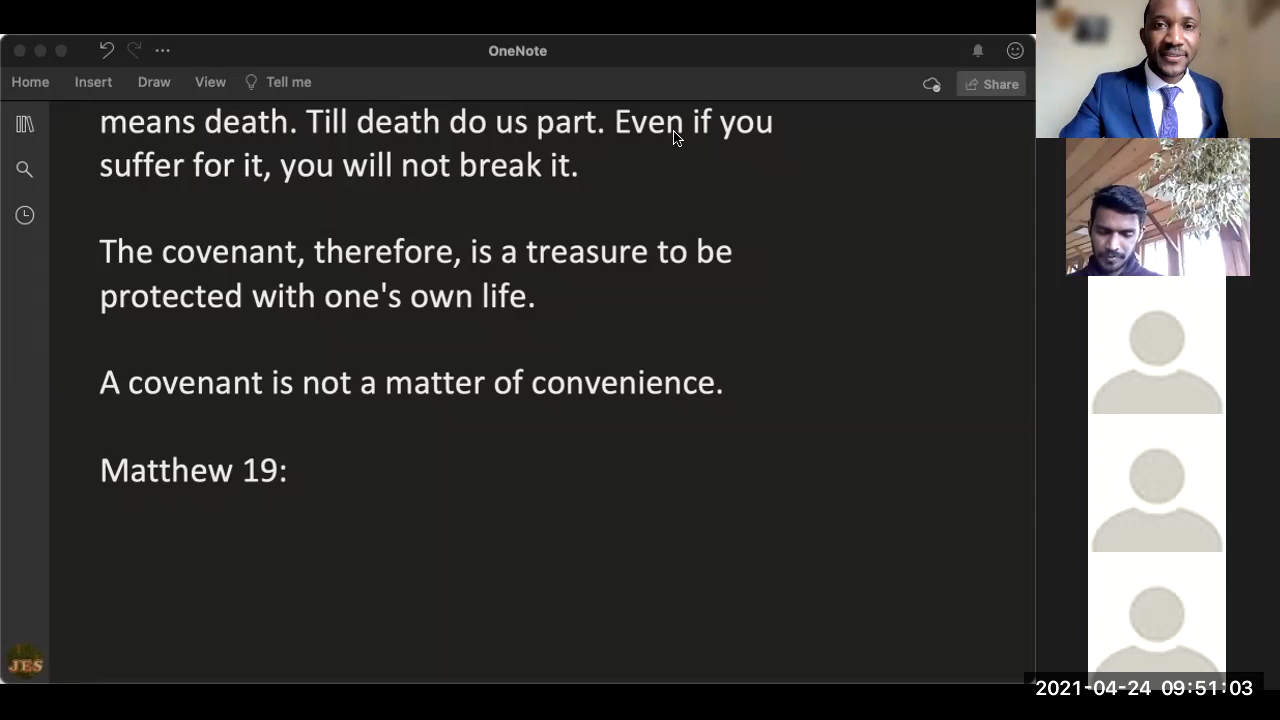 OneNote
Home Insert Draw View Tell me Share
means death. Till death do us part. Even if you
suffer for it, you will not break it.
The covenant, therefore, is a treasure to be
protected with one's own life.
A covenant is not a matter of convenience.
Matthew 19:
JES
2021-04-24 09:51:03